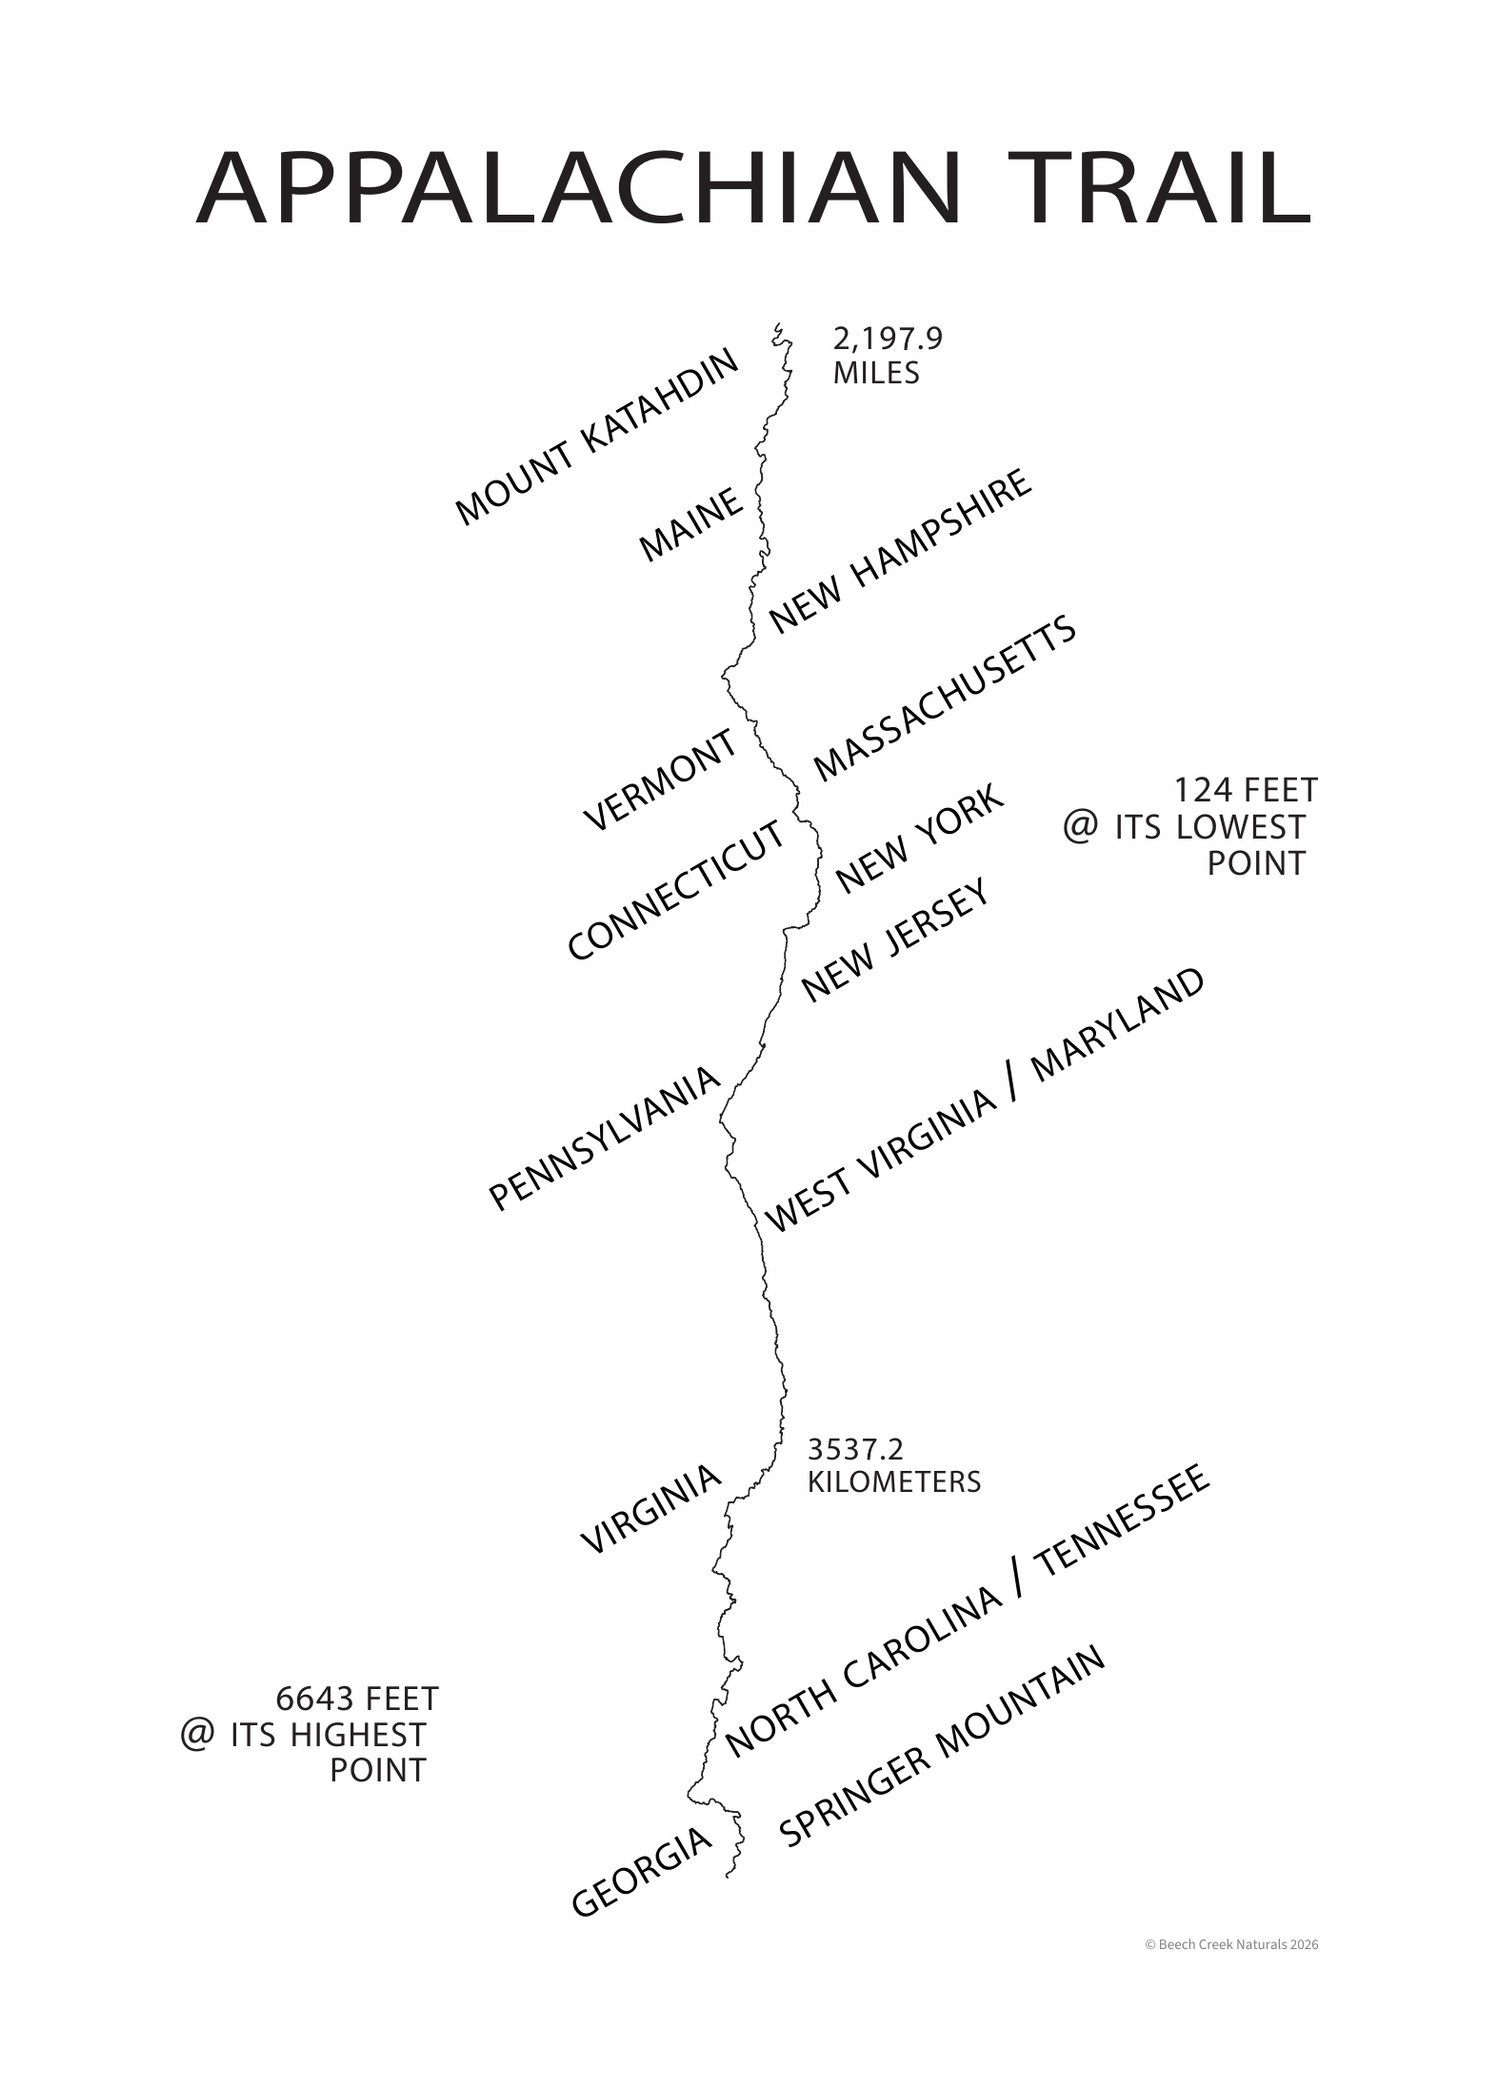 APPALACHIAN TRAIL
2,197.9
MILES
MOUNT KATAHDIN
MAINE
NEW HAMPSHIRE
MASSACHUSETTS
VERMONT
124 FEET
@ ITS LOWEST
POINT
NEW YORK
CONNECTICUT
NEW JERSEY
WEST VIRGINIA / MARYLAND
PENNSYLVANIA
3537.2
KILOMETERS
VIRGINIA
NORTH CAROLINA / TENNESSEE
6643 FEET
@ ITS HIGHEST
POINT
SPRINGER MOUNTAIN
GEORGIA
© Beech Creek Naturals 2026